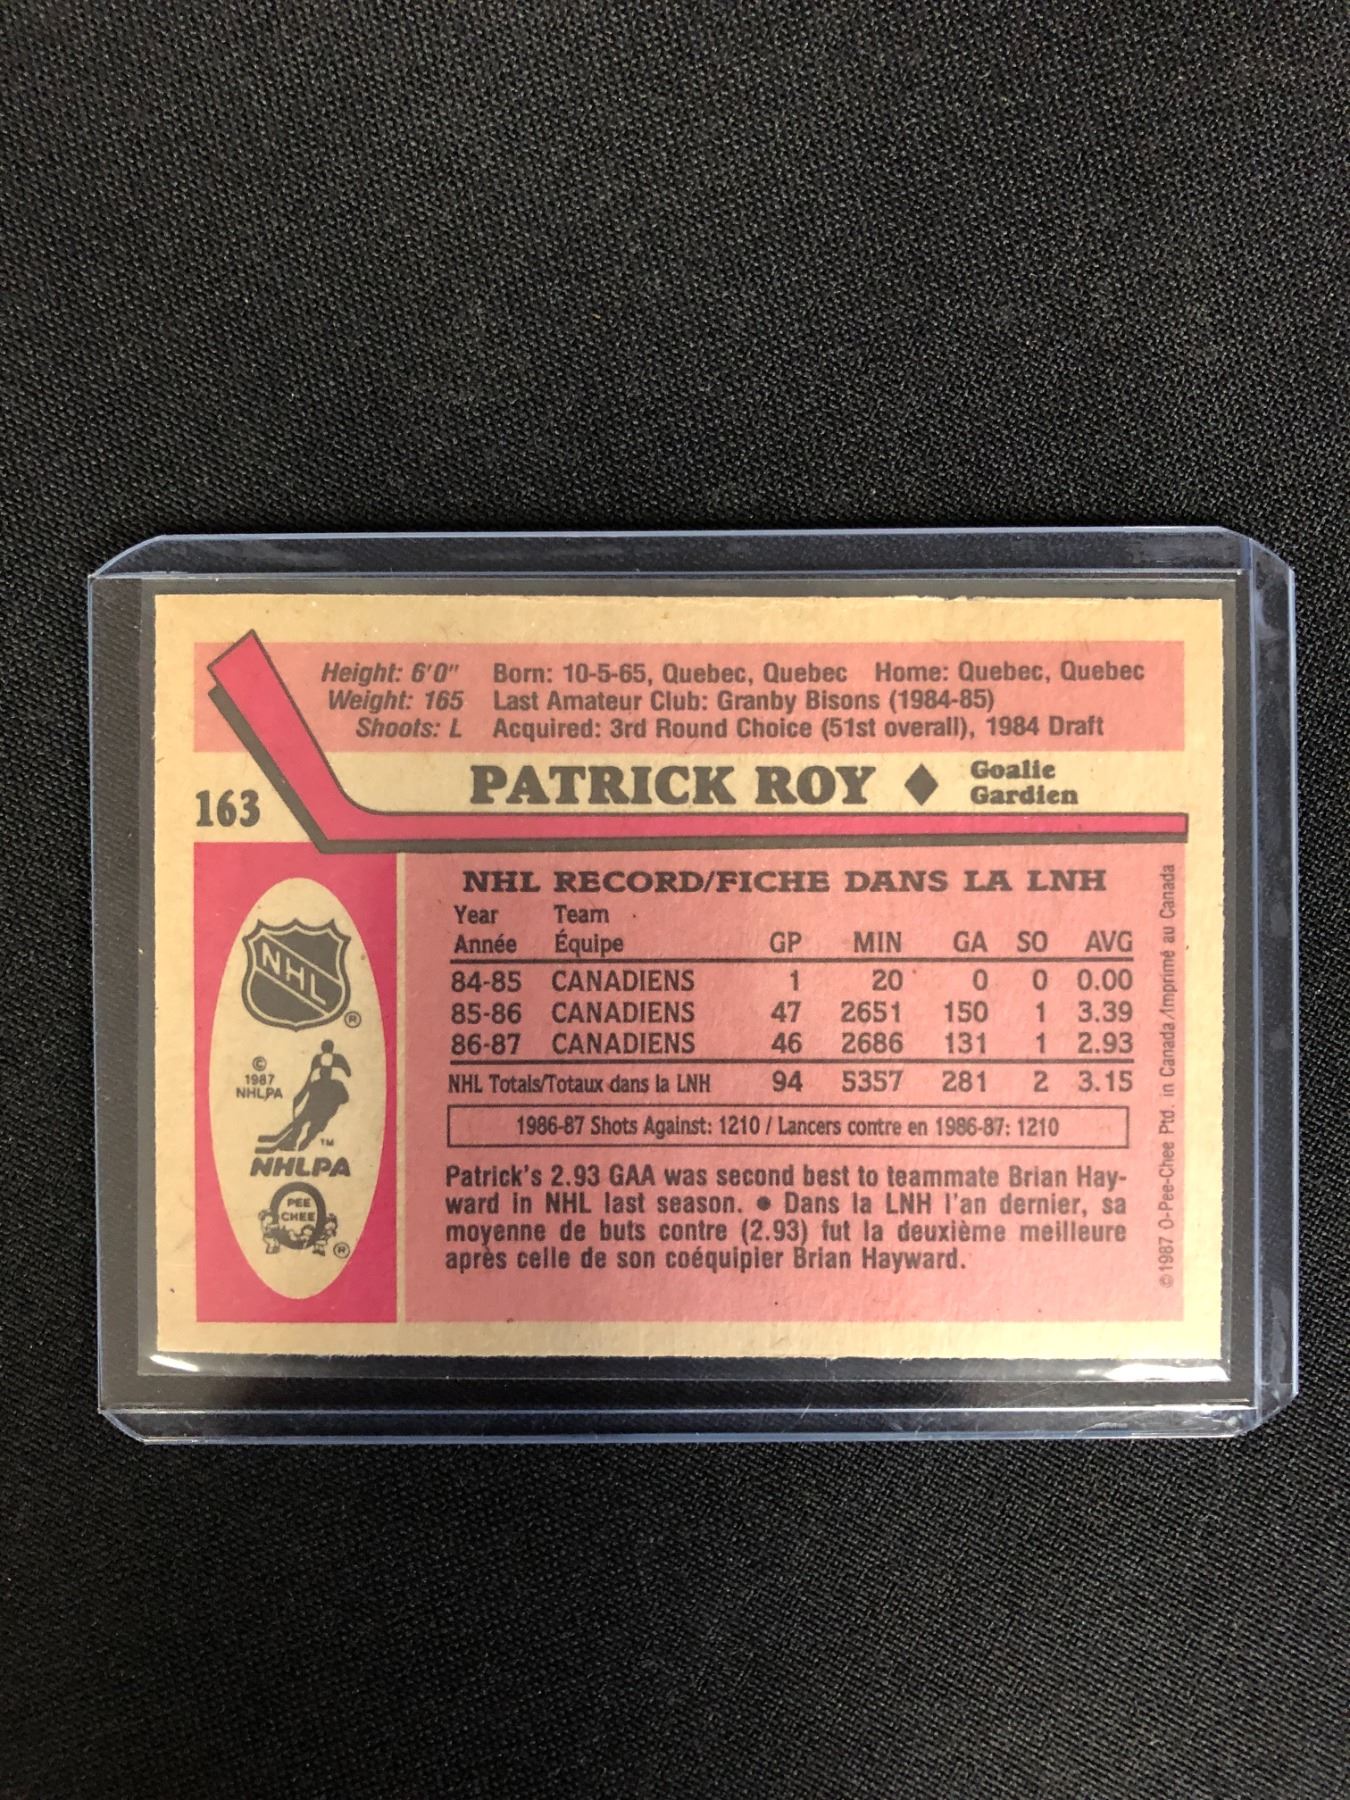 Height: 6'0" Born: 10-5-65, Quebec, Quebec Home: Quebec, Quebec
Weight: 165 Last Amateur Club: Granby Bisons (1984-85)
Shoots: L Acquired: 3rd Round Choice (51st overall), 1984 Draft
163
PATRICK ROY ♦ Goalie
Gardien
NHL RECORD/FICHE DANS LA LNH
Year Team
Année Équipe GP MIN GA SO AVG
84-85 CANADIENS 1 20 0 0 0.00
85-86 CANADIENS 47 2651 150 1 3.39
86-87 CANADIENS 46 2686 131 1 2.93
NHL Totals/Totaux dans la LNH 94 5357 281 2 3.15
1986-87 Shots Against: 1210 / Lancers contre en 1986-87: 1210
Patrick's 2.93 GAA was second best to teammate Brian Hay-
ward in NHL last season. ● Dans la LNH l'an dernier, sa
moyenne de buts contre (2.93) fut la deuxième meilleure
après celle de son coéquipier Brian Hayward.
NHL
®
©
1987
NHLPA
TM
NHLPA
O
PEE
CHEE
®
©1987 O-Pee-Chee Ptd. in Canada/Imprimé au Canada